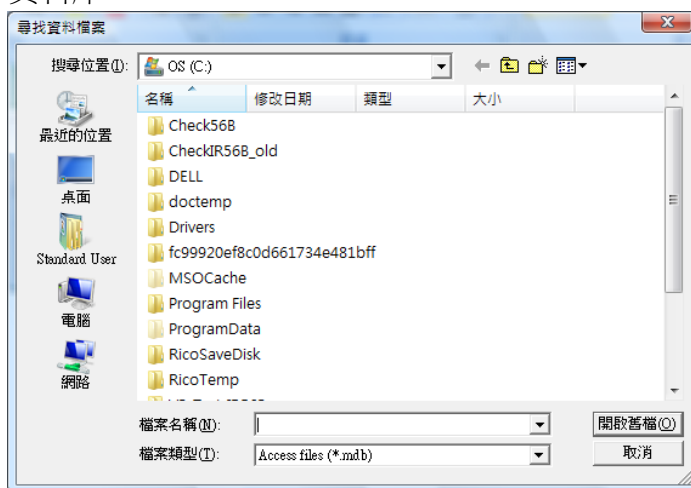 尋找資料檔案
搜尋位置(I): OS (C:)
名稱 修改日期 類型 大小
最近的位置
桌面
Standard User
電腦
網路
Check56B
CheckIR56B_old
DELL
doctemp
Drivers
fc99920ef8c0d661734e481bff
MSOCache
Program Files
ProgramData
RicoSaveDisk
RicoTemp
檔案名稱(N): 開啟舊檔(O)
檔案類型(T): Access files (*.mdb) 取消